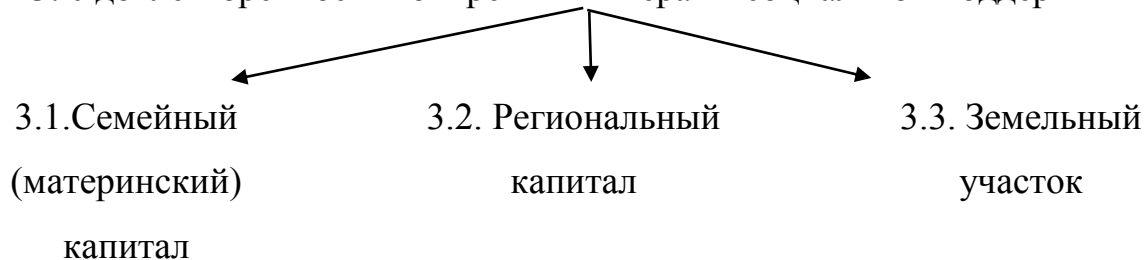 3.1.Семейный 3.2. Региональный 3.3. Земельный
(материнский) капитал участок
капитал